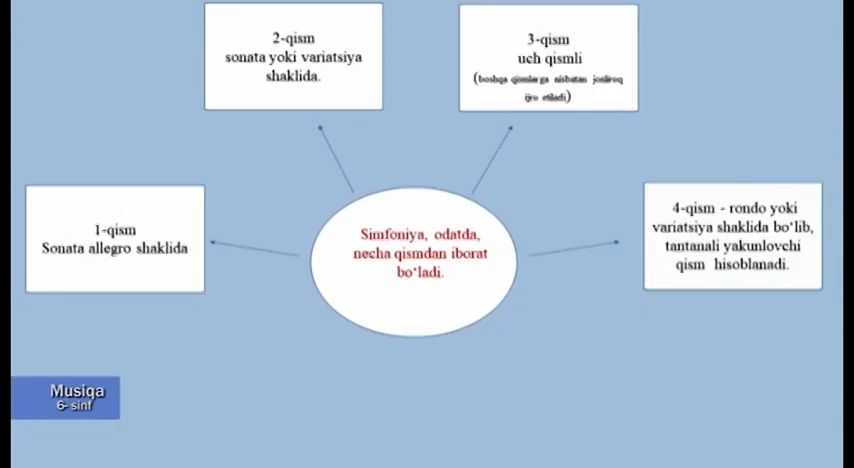 2-qism
sonata yoki variatsiya
shaklida.
3-qism
uch qismli
(boshqa qismlarga nisbatan jonliroq
ijro etiladi)
1-qism
Sonata allegro shaklida
Simfoniya, odatda,
necha qismdan iborat
bo‘ladi.
4-qism - rondo yoki
variatsiya shaklida bo‘lib,
tantanali yakunlovchi
qism hisoblanadi.
Musiqa
6- sinf